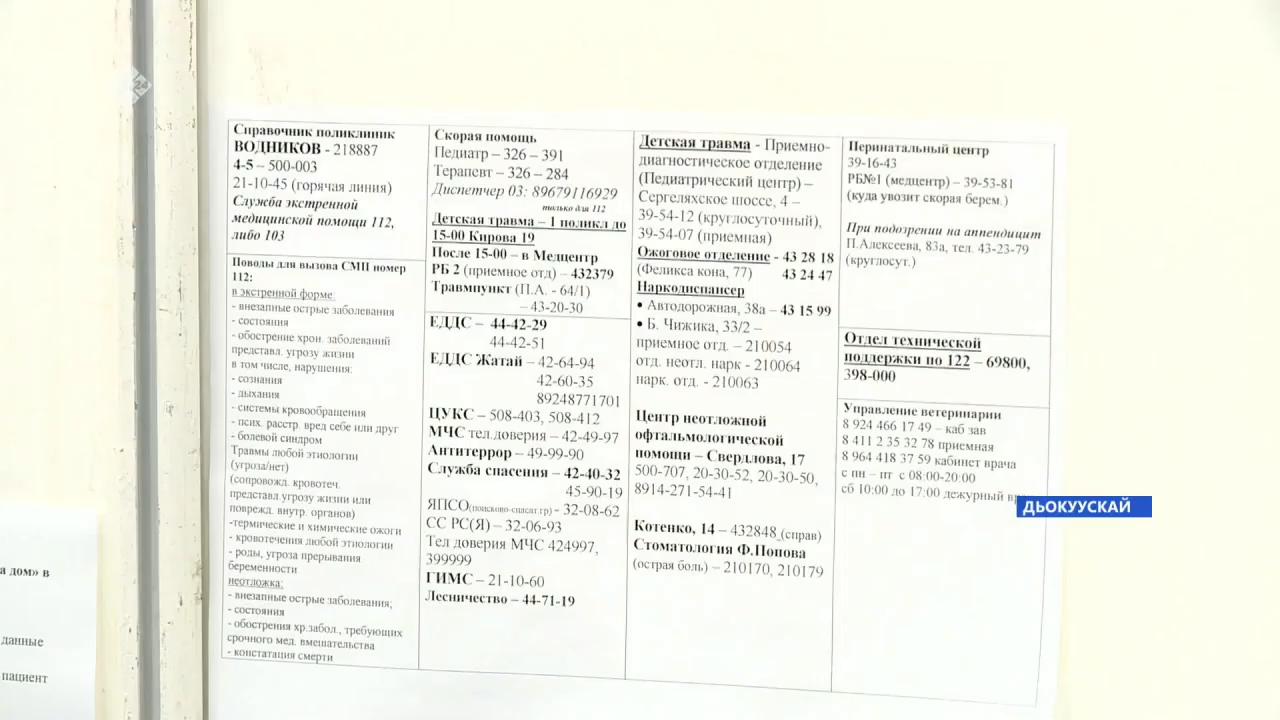 Справочник поликлиник
ВОДНИКОВ - 218887
4-5 – 500-003
21-10-45 (горячая линия)
Служба экстренной
медицинской помощи 112,
либо 103
Поводы для вызова СМП номер
112:
в экстренной форме:
- внезапные острые заболевания
- состояния
- обострение хрон. заболеваний
представл. угрозу жизни
в том числе, нарушения:
- сознания
- дыхания
- системы кровообращения
- псих. расстр. вред себе или друг
- болевой синдром
Травмы любой этиологии
(угроза/нет)
(сопровожд. кровотеч.
представл угрозу жизни или
поврежд. внутр. органов)
-термические и химические ожоги
- кровотечения любой этиологии
- роды, угроза прерывания
беременности
неотложка:
- внезапные острые заболевания;
- состояния
- обострения хр.забол., требующих
срочного мед. вмешательства
- констатация смерти
Скорая помощь
Педиатр – 326 – 391
Терапевт – 326 – 284
Диспетчер 03: 89679116929
только для 112
Детская травма – 1 поликл до
15-00 Кирова 19
После 15-00 – в Медцентр
РБ 2 (приемное отд) – 432379
Травмпункт (П.А. - 64/1)
– 43-20-30
ЕДДС – 44-42-29
44-42-51
ЕДДС Жатай – 42-64-94
42-60-35
89248771701
ЦУКС – 508-403, 508-412
МЧС тел.доверия – 42-49-97
Антитеррор – 49-99-90
Служба спасения – 42-40-32
45-90-19
ЯПСО(поисково-спасат.гр) - 32-08-62
СС РС(Я) – 32-06-93
Тел доверия МЧС 424997,
399999
ГИМС – 21-10-60
Лесничество – 44-71-19
Детская травма - Приемно-
диагностическое отделение
(Педиатрический центр) –
Сергеляхское шоссе, 4 –
39-54-12 (круглосуточный),
39-54-07 (приемная)
Ожоговое отделение - 43 28 18
(Феликса кона, 77) 43 24 47
Наркодиспансер
• Автодорожная, 38а – 43 15 99
• Б. Чижика, 33/2 –
приемное отд. – 210054
отд. неотл. нарк - 210064
нарк. отд. - 210063
Центр неотложной
офтальмологической
помощи – Свердлова, 17
500-707, 20-30-52, 20-30-50,
8914-271-54-41
Котенко, 14 – 432848 (справ)
Стоматология Ф.Попова
(острая боль) – 210170, 210179
Перинатальный центр
39-16-43
РБ№1 (медцентр) – 39-53-81
(куда увозит скорая берем.)
При подозрении на аппендицит
П.Алексеева, 83а, тел. 43-23-79
(круглосут.)
Отдел технической
поддержки по 122 – 69800,
398-000
Управление ветеринарии
8 924 466 17 49 – каб зав
8 411 2 35 32 78 приемная
8 964 418 37 59 кабинет врача
с пн – пт с 08:00-20:00
сб 10:00 до 17:00 дежурный
ДЬОКУУСКАЙ
а дом» в
данные
пациент